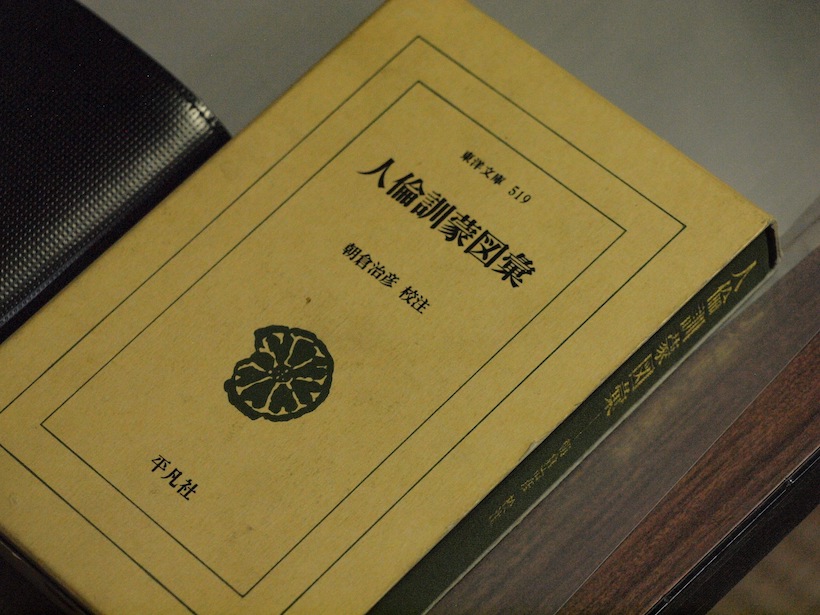 東洋文庫 519
人倫訓蒙図彙
朝倉治彦 校注
平凡社
人倫訓蒙図彙